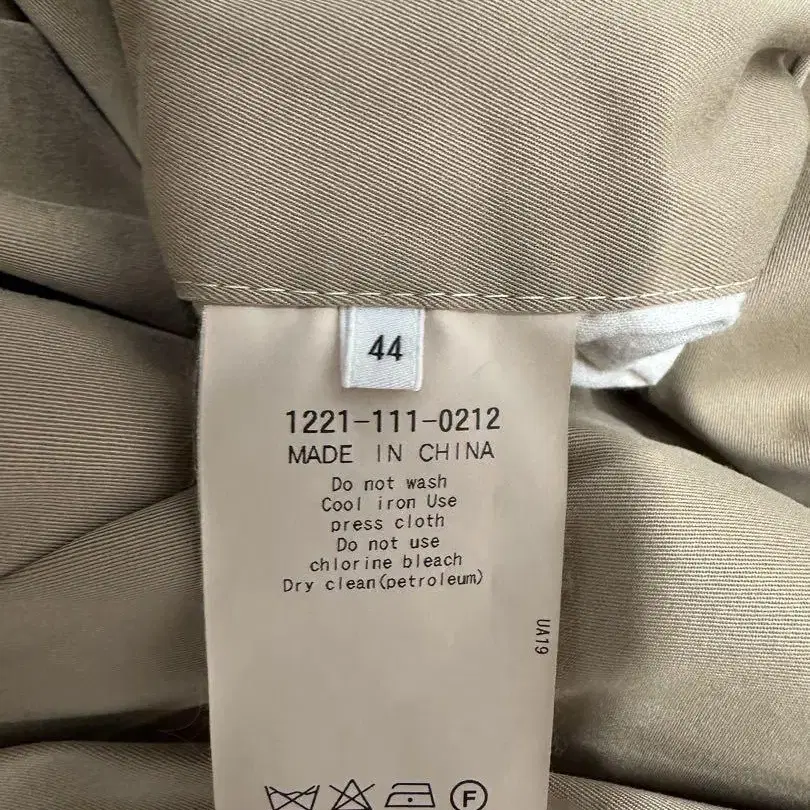 44
1221-111-0212
MADE IN CHINA
Do not wash
Cool iron Use
press cloth
Do not use
chlorine bleach
Dry clean(petroleum)
UA19
F